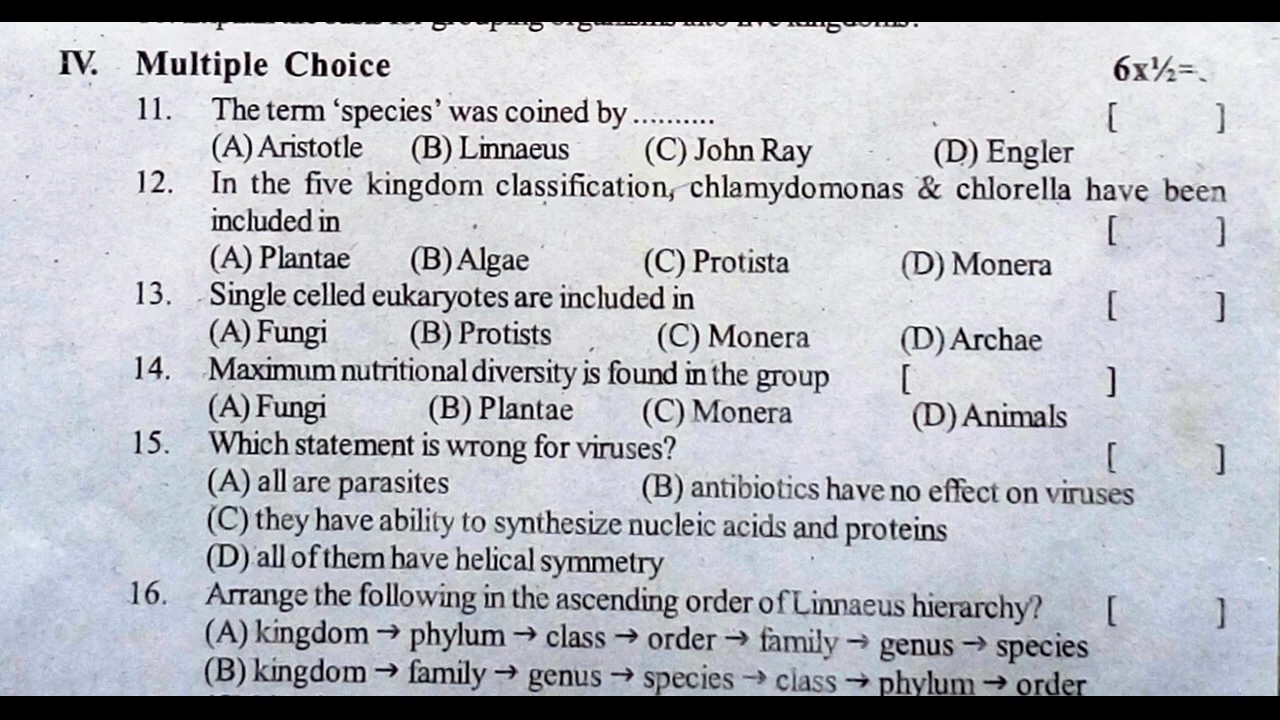 grouping organisms into five kingdoms?
IV. Multiple Choice 6x½=
11. The term ‘species’ was coined by .......... [ ]
(A) Aristotle (B) Linnaeus (C) John Ray (D) Engler
12. In the five kingdom classification, chlamydomonas & chlorella have been
included in [ ]
(A) Plantae (B) Algae (C) Protista (D) Monera
13. Single celled eukaryotes are included in [ ]
(A) Fungi (B) Protists (C) Monera (D) Archae
14. Maximum nutritional diversity is found in the group [ ]
(A) Fungi (B) Plantae (C) Monera (D) Animals
15. Which statement is wrong for viruses? [ ]
(A) all are parasites (B) antibiotics have no effect on viruses
(C) they have ability to synthesize nucleic acids and proteins
(D) all of them have helical symmetry
16. Arrange the following in the ascending order of Linnaeus hierarchy? [ ]
(A) kingdom → phylum → class → order → family → genus → species
(B) kingdom → family → genus → species → class → phylum → order